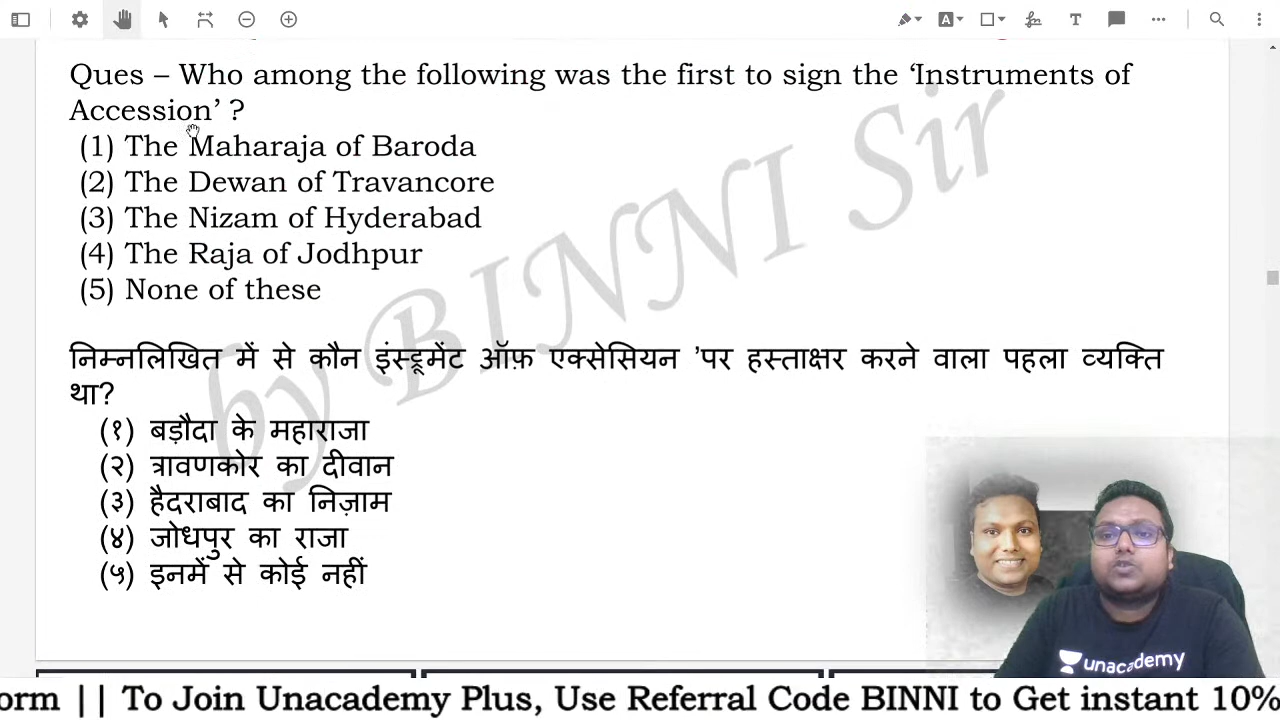 Ques – Who among the following was the first to sign the ‘Instruments of
Accession’ ?
(1) The Maharaja of Baroda
(2) The Dewan of Travancore
(3) The Nizam of Hyderabad
(4) The Raja of Jodhpur
(5) None of these
by BINNI Sir
निम्नलिखित में से कौन इंस्ट्रूमेंट ऑफ़ एक्सेसियन ’पर हस्ताक्षर करने वाला पहला व्यक्ति
था?
(१) बड़ौदा के महाराजा
(२) त्रावणकोर का दीवान
(३) हैदराबाद का निज़ाम
(४) जोधपुर का राजा
(५) इनमें से कोई नहीं
unacademy
orm || To Join Unacademy Plus, Use Referral Code BINNI to Get instant 10%